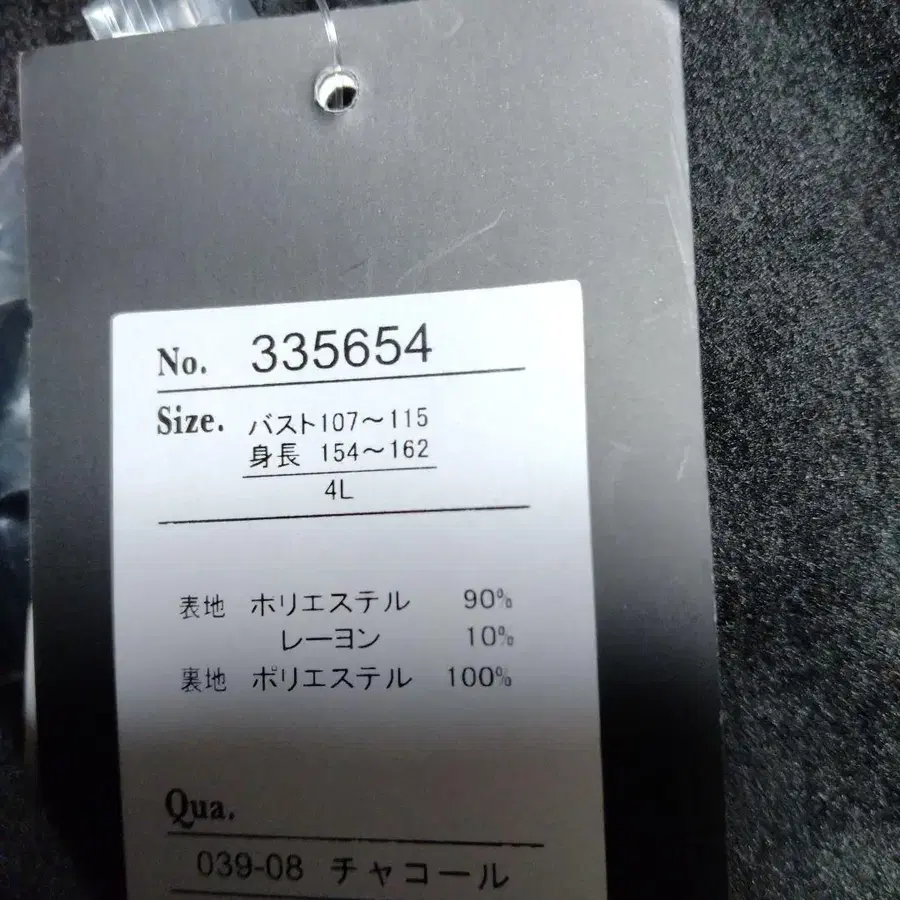 No. 335654
Size. バスト107～115
身長 154～162
4L
表地 ポリエステル 90%
レーヨン 10%
裏地 ポリエステル 100%
Qua.
039-08 チャコール